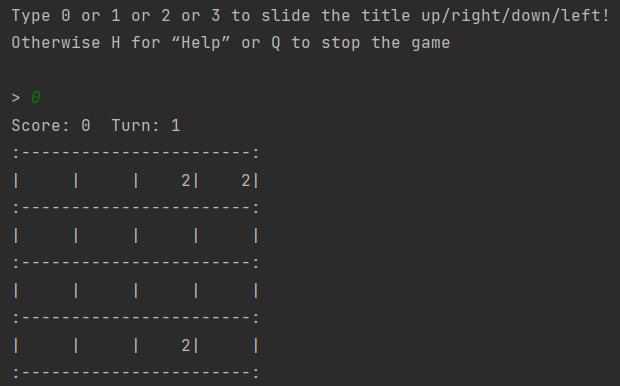 Type 0 or 1 or 2 or 3 to slide the title up/right/down/left!
Otherwise H for “Help” or Q to stop the game
> 0
Score: 0  Turn: 1
:-----------------------:
|     |     |    2|    2|
:-----------------------:
|     |     |     |     |
:-----------------------:
|     |     |     |     |
:-----------------------:
|     |     |    2|     |
:-----------------------: